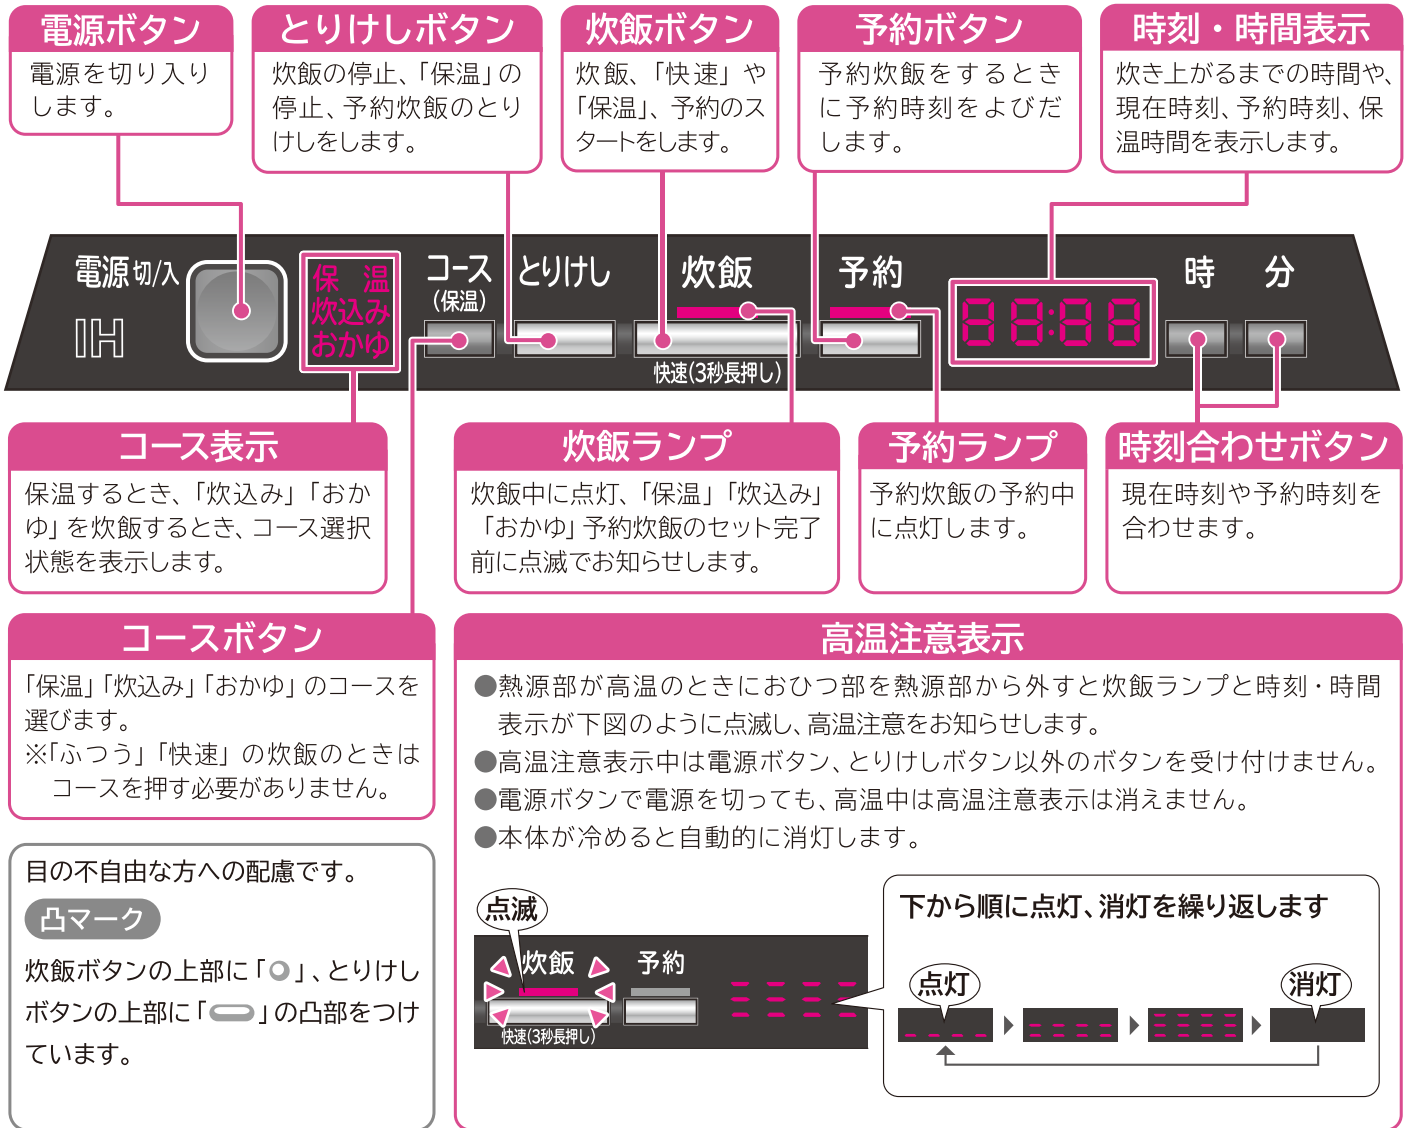 電源ボタン
電源を切り入り
します。
とりけしボタン
炊飯の停止、「保温」の
停止、予約炊飯のとり
けしをします。
炊飯ボタン
炊飯、「快速」や
「保温」、予約のス
タートをします。
予約ボタン
予約炊飯をするとき
に予約時刻をよびだ
します。
時刻・時間表示
炊き上がるまでの時間や、
現在時刻、予約時刻、保
温時間を表示します。
電源 切/入
IH
保 温
炊込み
おかゆ
コース
(保温)
とりけし
炊飯
快速(3秒長押し)
予約
88:88
時
分
コース表示
保温するとき、「炊込み」「おか
ゆ」を炊飯するとき、コース選択
状態を表示します。
炊飯ランプ
炊飯中に点灯、「保温」「炊込み」
「おかゆ」予約炊飯のセット完了
前に点滅でお知らせします。
予約ランプ
予約炊飯の予約中
に点灯します。
時刻合わせボタン
現在時刻や予約時刻を
合わせます。
コースボタン
「保温」「炊込み」「おかゆ」のコースを
選びます。
※「ふつう」「快速」の炊飯のときは
コースを押す必要がありません。
高温注意表示
●熱源部が高温のときにおひつ部を熱源部から外すと炊飯ランプと時刻・時間
表示が下図のように点滅し、高温注意をお知らせします。
●高温注意表示中は電源ボタン、とりけしボタン以外のボタンを受け付けません。
●電源ボタンで電源を切っても、高温中は高温注意表示は消えません。
●本体が冷めると自動的に消灯します。
目の不自由な方への配慮です。
凸マーク
炊飯ボタンの上部に「○」、とりけし
ボタンの上部に「⬭」の凸部をつけ
ています。
点滅
炊飯
予約
快速(3秒長押し)
下から順に点灯、消灯を繰り返します
点灯
消灯